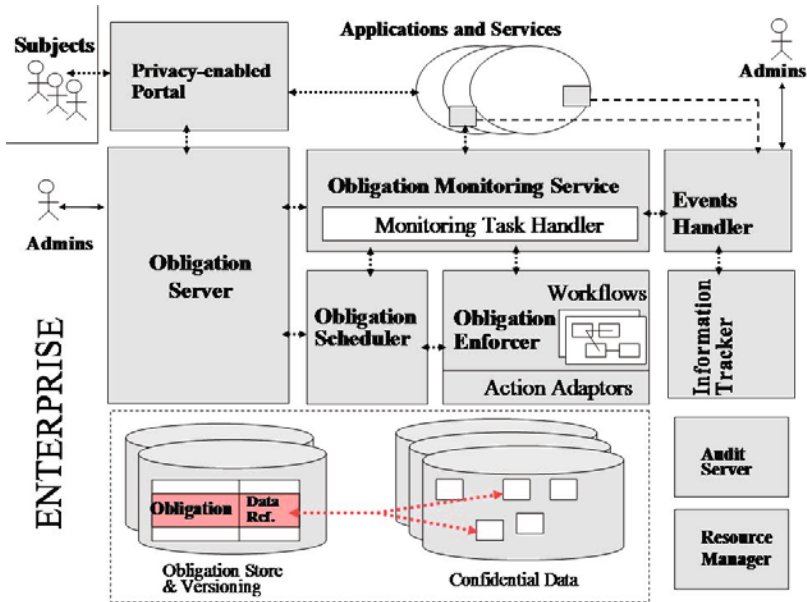 Subjects
Applications and Services
Admins
Privacy-enabled
Portal
Obligation Monitoring Service
Monitoring Task Handler
Events
Handler
Admins
Obligation
Server
Obligation
Scheduler
Obligation
Enforcer
Workflows
Action Adaptors
Information
Tracker
ENTERPRISE
Obligation
Data
Ref.
Obligation Store
& Versioning
Confidential Data
Audit
Server
Resource
Manager